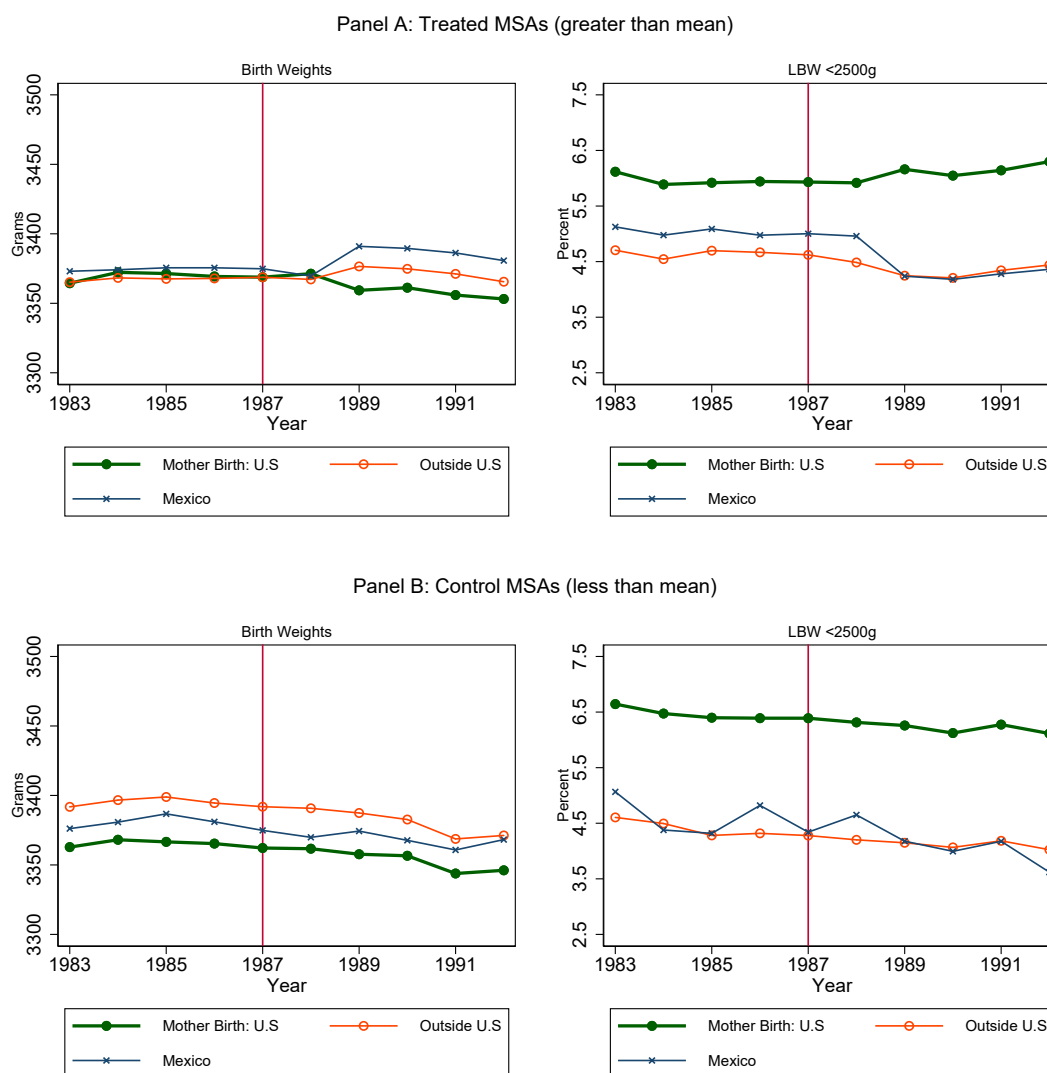 Panel A: Treated MSAs (greater than mean)
Birth Weights
3500
3450
3400
3350
3300
Grams
1983 1985 1987 1989 1991
Year
Mother Birth: U.S Outside U.S
Mexico
LBW <2500g
7.5
6.5
5.5
4.5
3.5
2.5
Percent
1983 1985 1987 1989 1991
Year
Mother Birth: U.S Outside U.S
Mexico
Panel B: Control MSAs (less than mean)
Birth Weights
3500
3450
3400
3350
3300
Grams
1983 1985 1987 1989 1991
Year
Mother Birth: U.S Outside U.S
Mexico
LBW <2500g
7.5
6.5
5.5
4.5
3.5
2.5
Percent
1983 1985 1987 1989 1991
Year
Mother Birth: U.S Outside U.S
Mexico